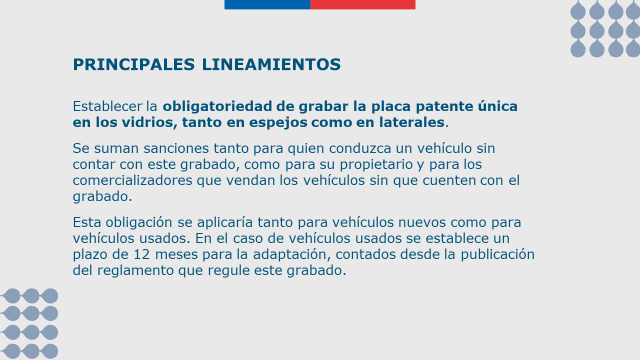 PRINCIPALES LINEAMIENTOS
Establecer la obligatoriedad de grabar la placa patente única
en los vidrios, tanto en espejos como en laterales.
Se suman sanciones tanto para quien conduzca un vehículo sin
contar con este grabado, como para su propietario y para los
comercializadores que vendan los vehículos sin que cuenten con el
grabado.
Esta obligación se aplicaría tanto para vehículos nuevos como para
vehículos usados. En el caso de vehículos usados se establece un
plazo de 12 meses para la adaptación, contados desde la publicación
del reglamento que regule este grabado.